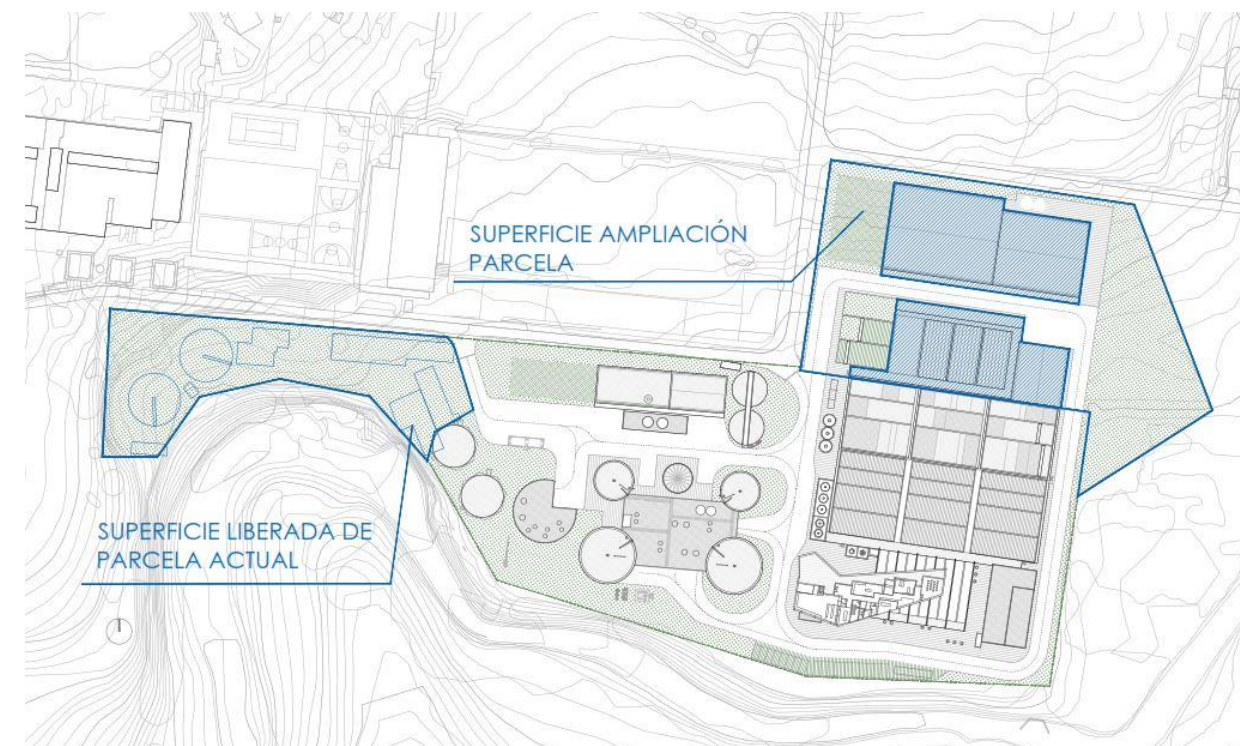 SUPERFICIE AMPLIACIÓN
PARCELA
SUPERFICIE LIBERADA DE
PARCELA ACTUAL